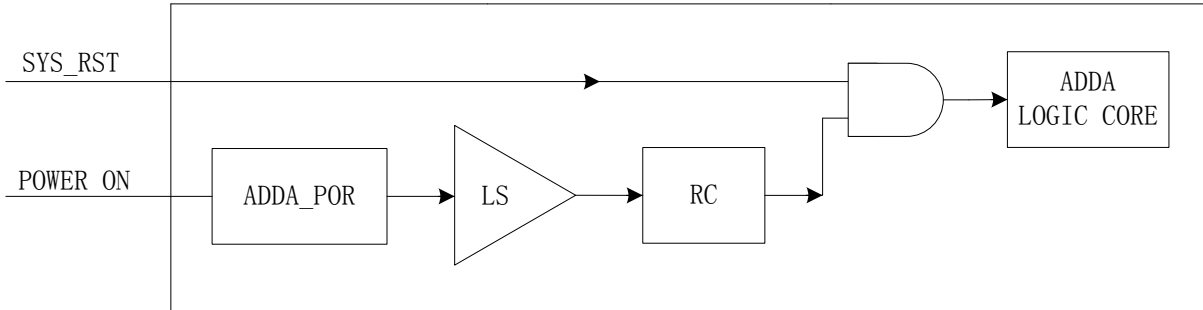 SYS_RST
POWER ON
ADDA_POR
LS
RC
ADDA
LOGIC CORE